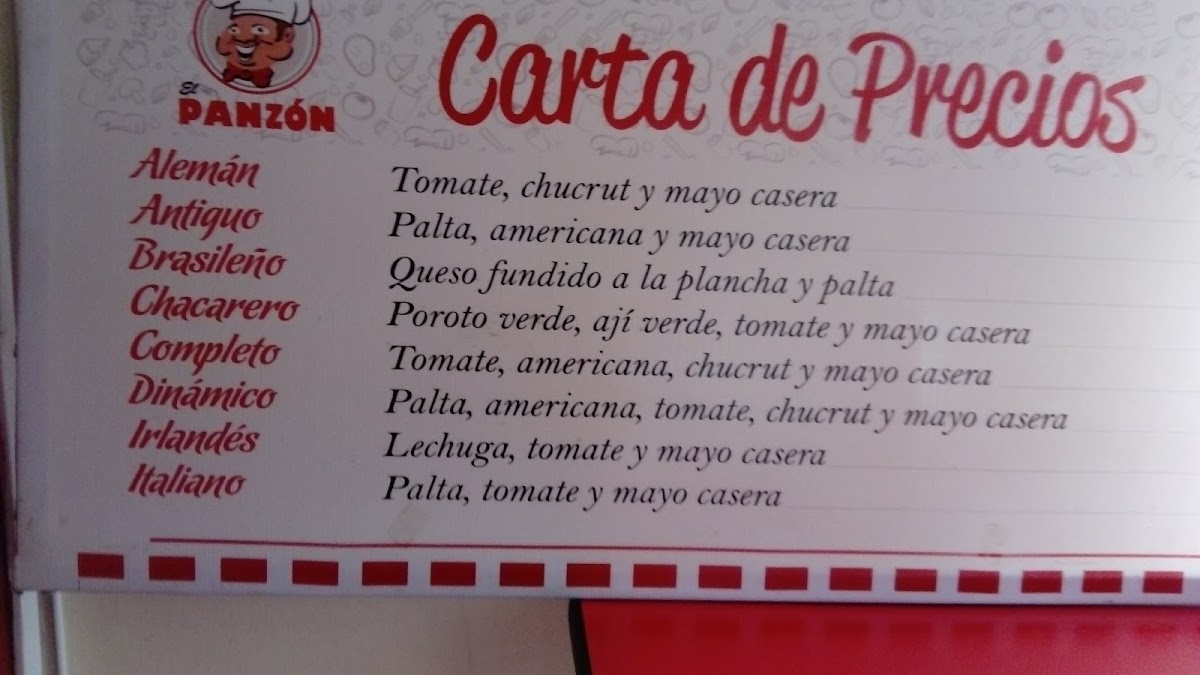 El
PANZÓN
Carta de Precios
Alemán Tomate, chucrut y mayo casera
Antiguo Palta, americana y mayo casera
Brasileño Queso fundido a la plancha y palta
Chacarero Poroto verde, ají verde, tomate y mayo casera
Completo Tomate, americana, chucrut y mayo casera
Dinámico Palta, americana, tomate, chucrut y mayo casera
Irlandés Lechuga, tomate y mayo casera
Italiano Palta, tomate y mayo casera